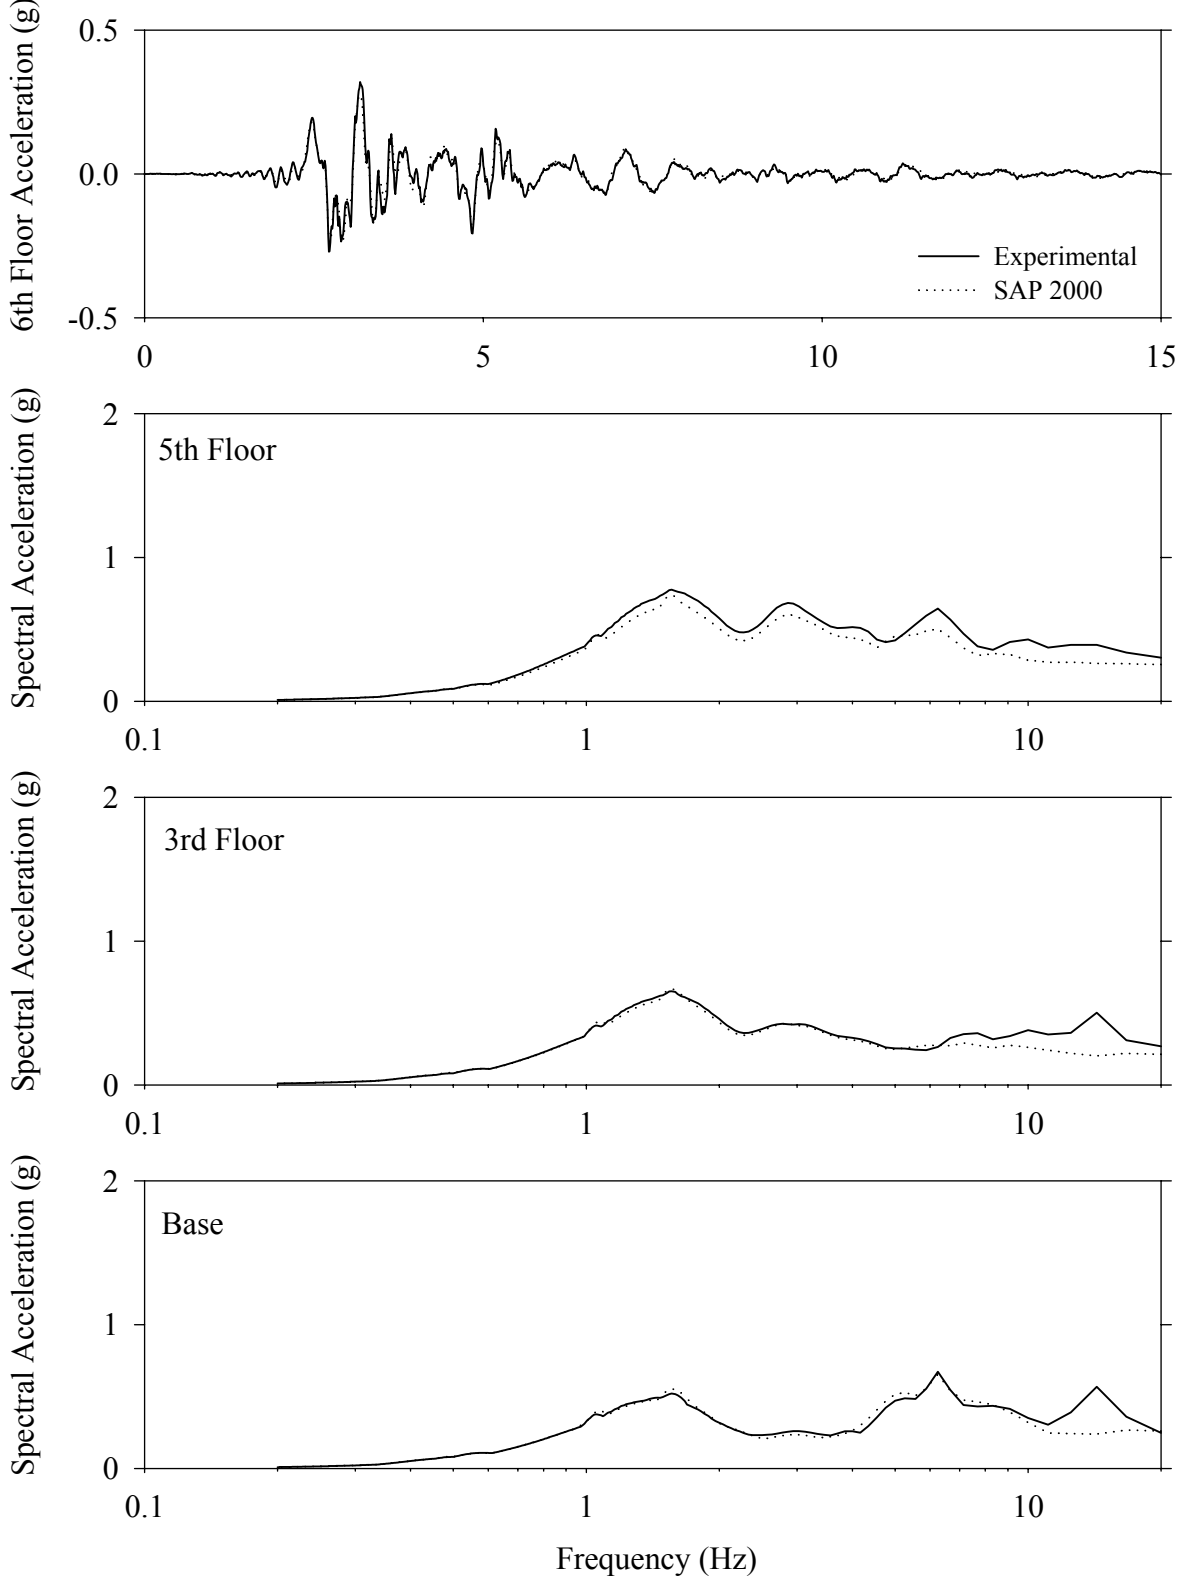 6th Floor Acceleration (g)
0.5
0.0
-0.5
Experimental
SAP 2000
0 5 10 15
Spectral Acceleration (g)
2
1
0
5th Floor
0.1 1 10
Spectral Acceleration (g)
2
1
0
3rd Floor
0.1 1 10
Spectral Acceleration (g)
2
1
0
Base
0.1 1 10
Frequency (Hz)